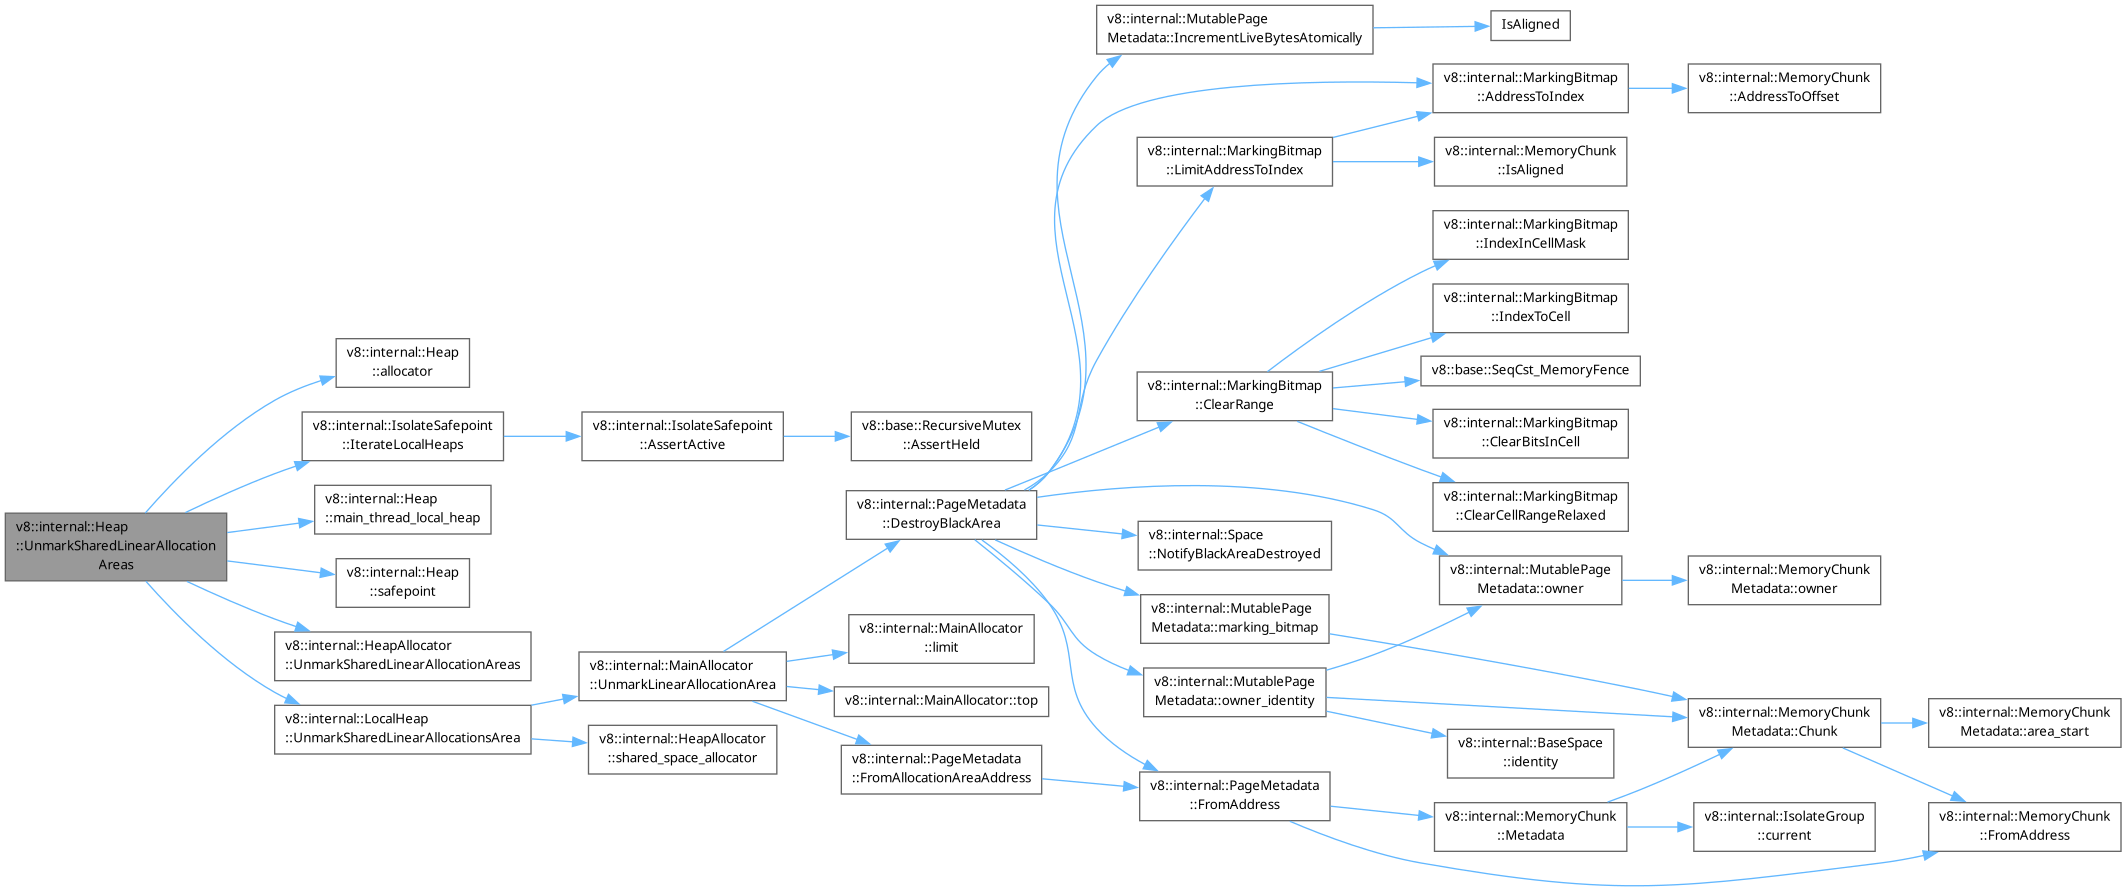 v8::internal::Heap
::UnmarkSharedLinearAllocation
Areas
v8::internal::Heap
::allocator
v8::internal::IsolateSafepoint
::IterateLocalHeaps
v8::internal::Heap
::main_thread_local_heap
v8::internal::Heap
::safepoint
v8::internal::HeapAllocator
::UnmarkSharedLinearAllocationAreas
v8::internal::LocalHeap
::UnmarkSharedLinearAllocationsArea
v8::internal::IsolateSafepoint
::AssertActive
v8::internal::MainAllocator
::UnmarkLinearAllocationArea
v8::internal::HeapAllocator
::shared_space_allocator
v8::base::RecursiveMutex
::AssertHeld
v8::internal::PageMetadata
::DestroyBlackArea
v8::internal::MainAllocator
::limit
v8::internal::MainAllocator::top
v8::internal::PageMetadata
::FromAllocationAreaAddress
v8::internal::MutablePage
Metadata::IncrementLiveBytesAtomically
v8::internal::MarkingBitmap
::LimitAddressToIndex
v8::internal::MarkingBitmap
::ClearRange
v8::internal::Space
::NotifyBlackAreaDestroyed
v8::internal::MutablePage
Metadata::marking_bitmap
v8::internal::MutablePage
Metadata::owner_identity
v8::internal::PageMetadata
::FromAddress
IsAligned
v8::internal::MarkingBitmap
::AddressToIndex
v8::internal::MemoryChunk
::IsAligned
v8::internal::MarkingBitmap
::IndexInCellMask
v8::internal::MarkingBitmap
::IndexToCell
v8::base::SeqCst_MemoryFence
v8::internal::MarkingBitmap
::ClearBitsInCell
v8::internal::MarkingBitmap
::ClearCellRangeRelaxed
v8::internal::MutablePage
Metadata::owner
v8::internal::BaseSpace
::identity
v8::internal::MemoryChunk
::Metadata
v8::internal::MemoryChunk
::AddressToOffset
v8::internal::MemoryChunk
Metadata::owner
v8::internal::MemoryChunk
Metadata::Chunk
v8::internal::IsolateGroup
::current
v8::internal::MemoryChunk
Metadata::area_start
v8::internal::MemoryChunk
::FromAddress